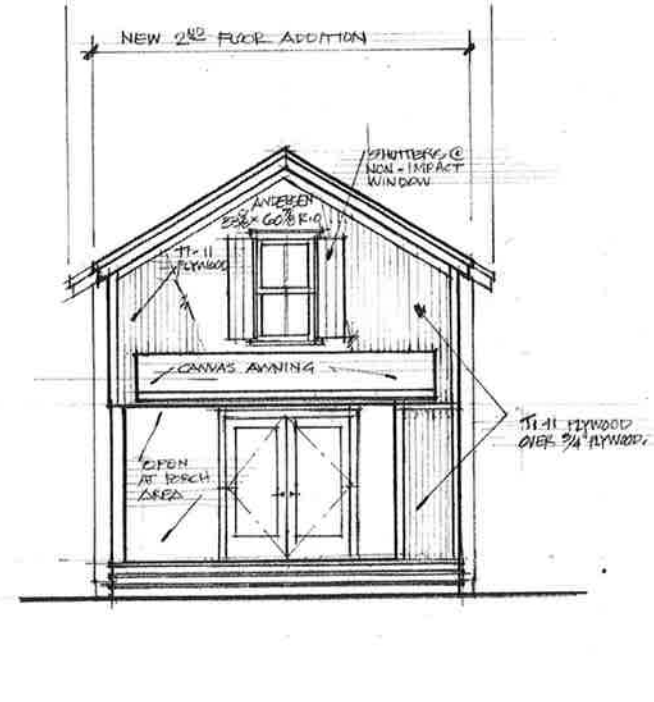 NEW 2ND FLOOR ADDITION
SHUTTERS @
NON-IMPACT
WINDOW
ANDERSEN
R.O
T1-11
PLYWOOD
CANVAS AWNING
T1-11 PLYWOOD
OVER 3/4" PLYWOOD.
OPEN
AT PORCH
AREA